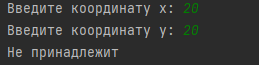 Введите координату x: 20
Введите координату y: 20
Не принадлежит